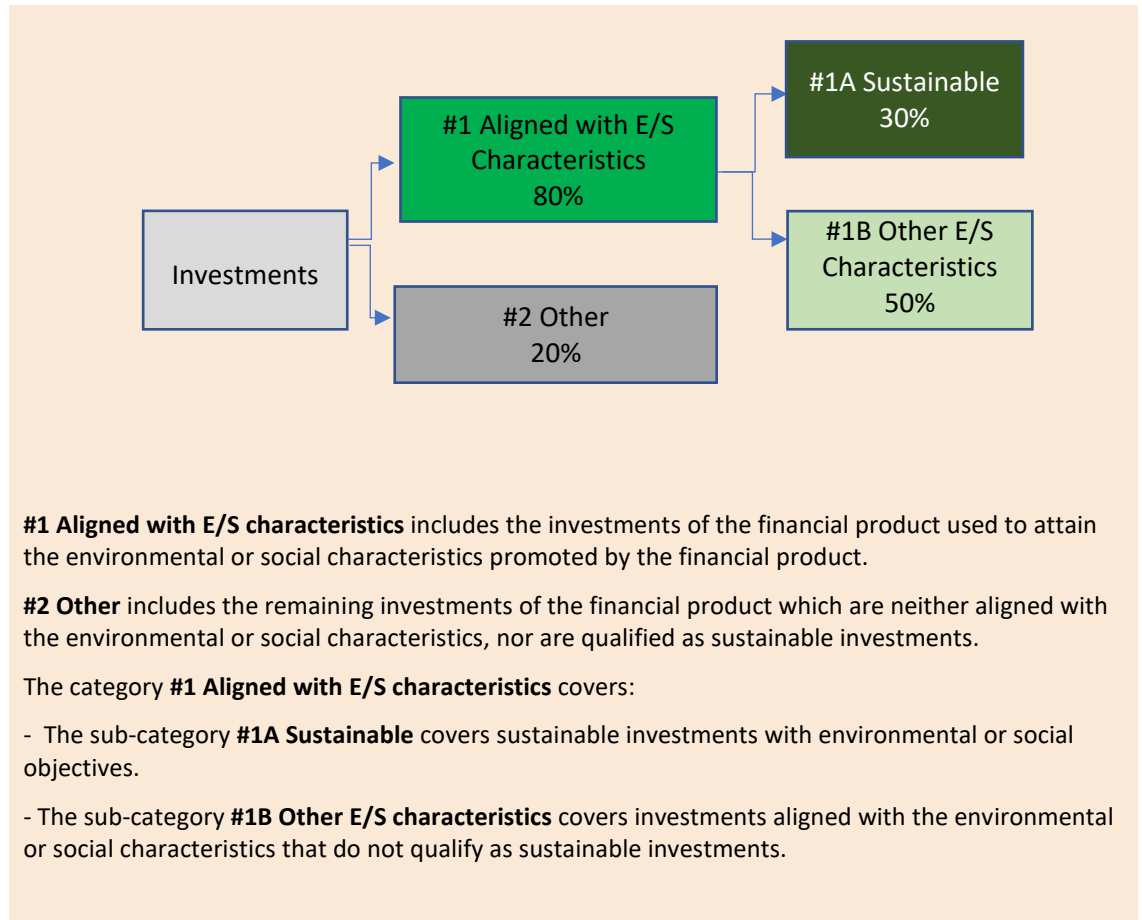 #1A Sustainable
30%
#1 Aligned with E/S
Characteristics
80%
#1B Other E/S
Characteristics
50%
Investments
#2 Other
20%
#1 Aligned with E/S characteristics includes the investments of the financial product used to attain
the environmental or social characteristics promoted by the financial product.
#2 Other includes the remaining investments of the financial product which are neither aligned with
the environmental or social characteristics, nor are qualified as sustainable investments.
The category #1 Aligned with E/S characteristics covers:
- The sub-category #1A Sustainable covers sustainable investments with environmental or social
objectives.
- The sub-category #1B Other E/S characteristics covers investments aligned with the environmental
or social characteristics that do not qualify as sustainable investments.